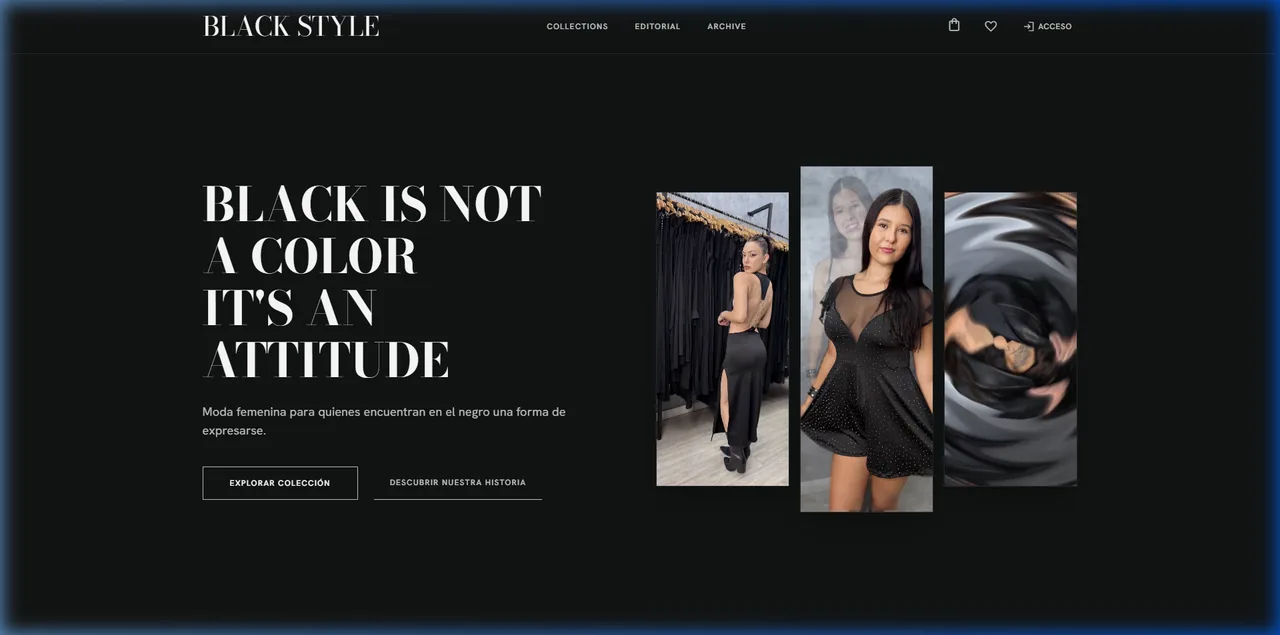 BLACK STYLE
COLLECTIONS
EDITORIAL
ARCHIVE
ACCESO
BLACK IS NOT
A COLOR
IT'S AN
ATTITUDE
Moda femenina para quienes encuentran en el negro una forma de
expresarse.
EXPLORAR COLECCIÓN
DESCUBRIR NUESTRA HISTORIA